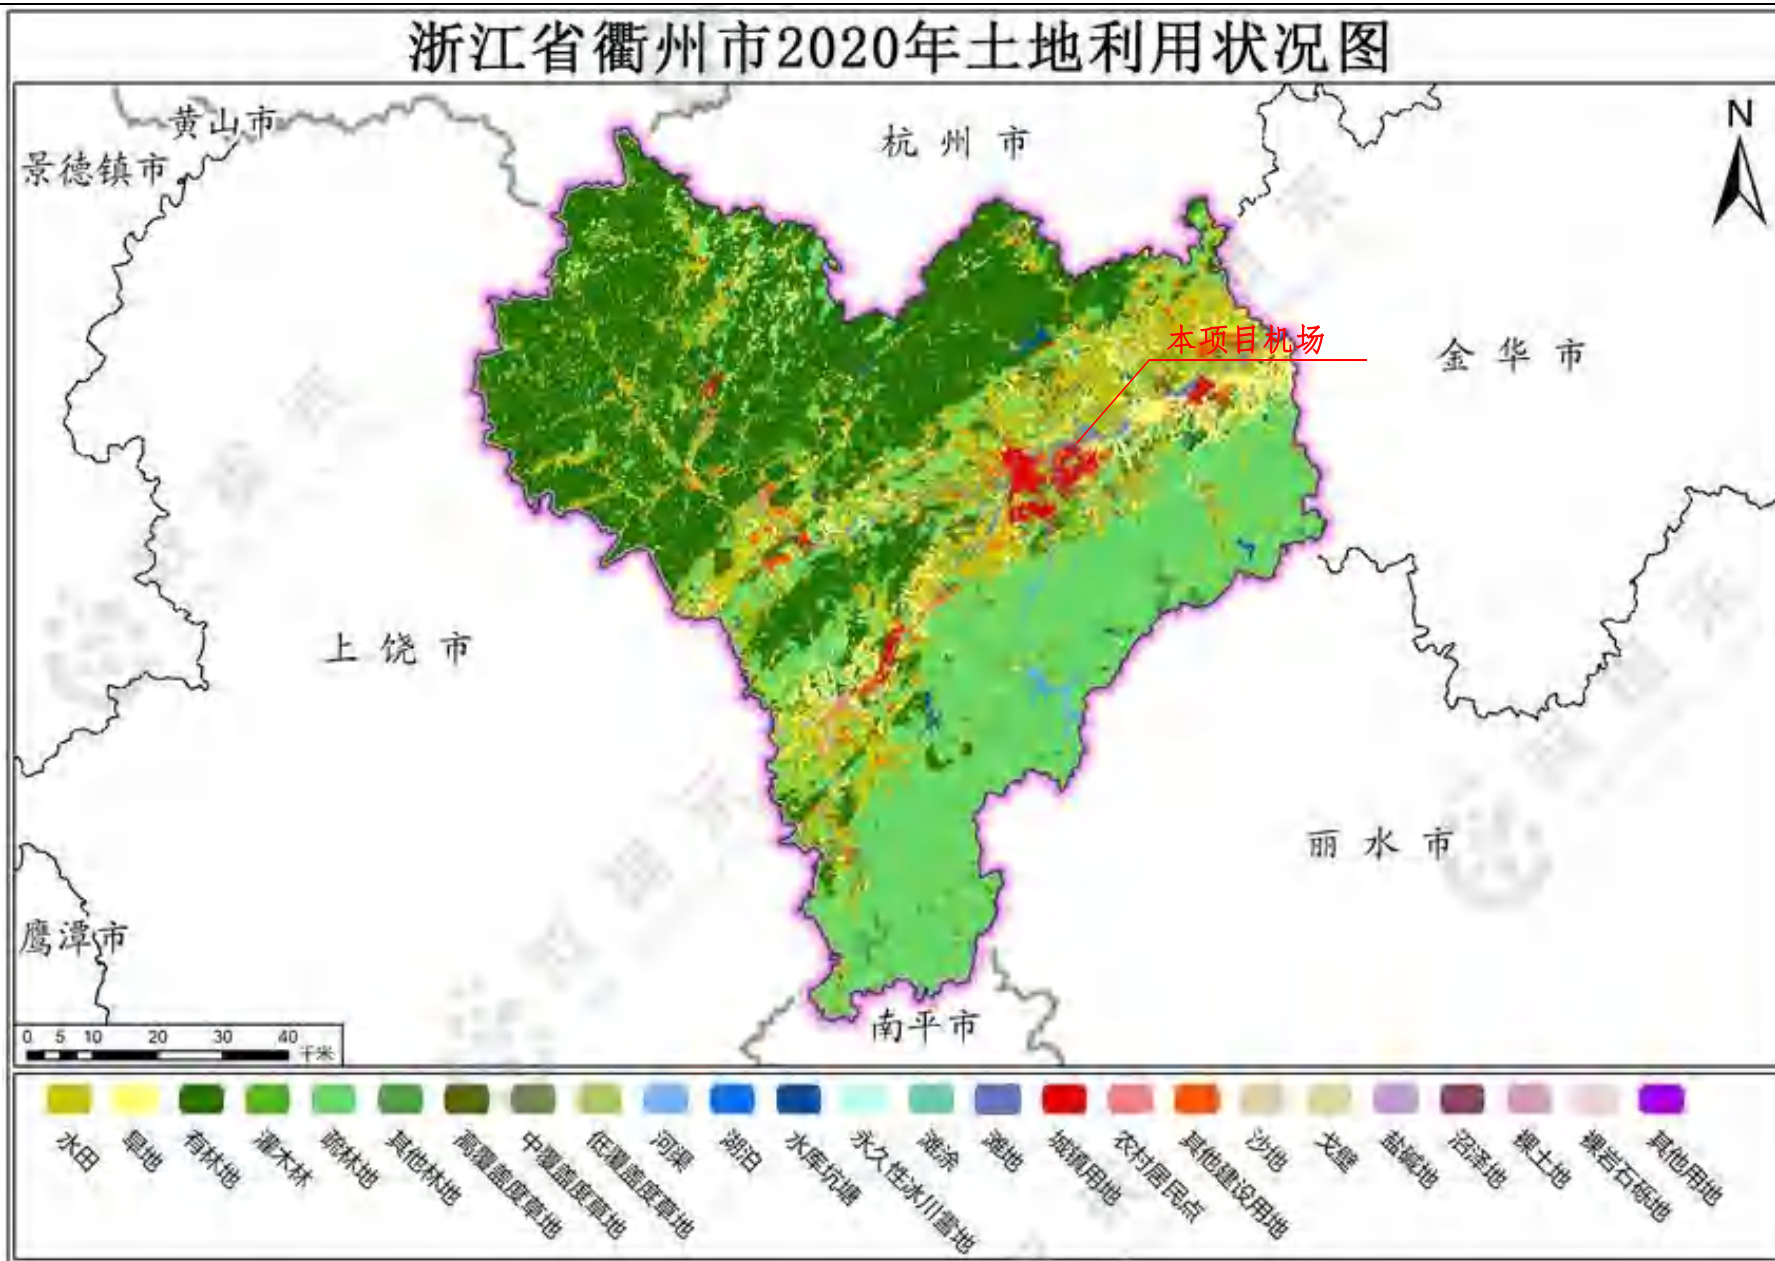 浙江省衢州市2020年土地利用状况图
黄山市
杭州市
N
景德镇市
本项目机场
金华市
上饶市
丽水市
鹰潭市
南平市
0 5 10 20 30 40
千米
水田
旱地
有林地
灌木林
疏林地
其他林地
高覆盖度草地
中覆盖度草地
低覆盖度草地
河渠
湖泊
水库坑塘
永久性冰川雪地
滩涂
滩地
城镇用地
农村居民点
其他建设用地
沙地
戈壁
盐碱地
沼泽地
裸土地
裸岩石砾地
其他用地